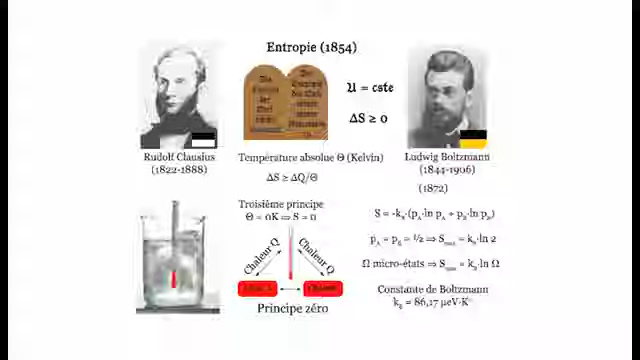 Entropie (1854)
U = cste
ΔS ≥ 0
Rudolf Clausius
(1822-1888)
Température absolue Θ (Kelvin)
ΔS ≥ ΔQ/Θ
Ludwig Boltzmann
(1844-1906)
(1872)
Troisième principe
Θ = 0K ⇒ S = 0
Chaleur Q
Chaleur Q
Principe zéro
S = -k_B·(p_A·ln p_A + p_B·ln p_B)
p_A = p_B = ½ ⇒ S_max = k_B·ln 2
Ω micro-états ⇒ S_max = k_B·ln Ω
Constante de Boltzmann
k_B = 86,17 μeV·K⁻